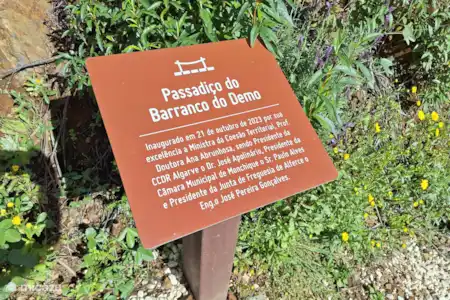 Passadiço do
Barranco do Demo
Inaugurado em 21 de outubro de 2023 por sua
excelência a Ministra da Coesão Territorial, Prof.
Doutora Ana Abrunhosa, sendo Presidente da
CCDR Algarve o Dr. José Apolinário, Presidente da
Câmara Municipal de Monchique o Sr. Paulo Alves
e Presidente da Junta de Freguesia de Alferce o
Eng.o José Pereira Gonçalves.
micazu